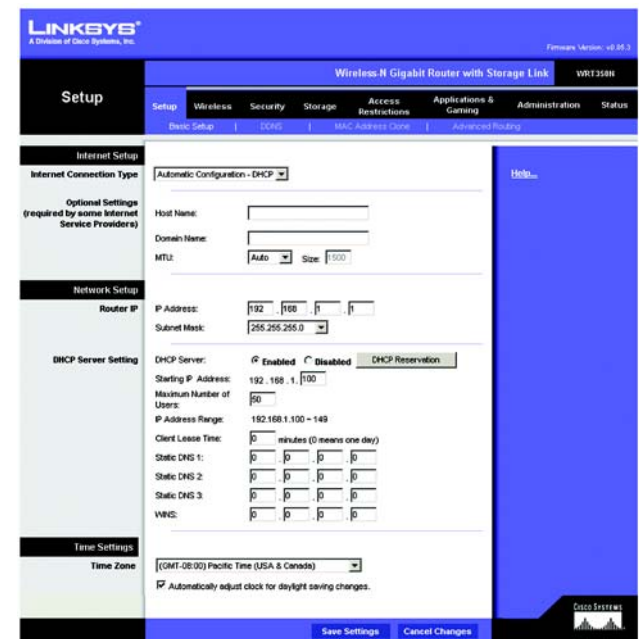 LINKSYS®
A Division of Cisco Systems, Inc.
Firmware Version: v0.95.3
Wireless-N Gigabit Router with Storage Link WRT350N
Setup
Setup Wireless Security Storage Access Restrictions Applications & Gaming Administration Status
Basic Setup | DDNS | MAC Address Clone | Advanced Routing
Internet Setup
Internet Connection Type Automatic Configuration - DHCP
Help...
Optional Settings
(required by some Internet
Service Providers)
Host Name:
Domain Name:
MTU: Auto Size: 1500
Network Setup
Router IP
IP Address: 192 . 168 . 1 . 1
Subnet Mask: 255.255.255.0
DHCP Server Setting
DHCP Server: Enabled Disabled DHCP Reservation
Starting IP Address: 192 . 168 . 1. 100
Maximum Number of
Users: 50
IP Address Range: 192.168.1.100 ~ 149
Client Lease Time: 0 minutes (0 means one day)
Static DNS 1: 0 . 0 . 0 . 0
Static DNS 2: 0 . 0 . 0 . 0
Static DNS 3: 0 . 0 . 0 . 0
WINS: 0 . 0 . 0 . 0
Time Settings
Time Zone
(GMT-08:00) Pacific Time (USA & Canada)
Automatically adjust clock for daylight saving changes.
Save Settings Cancel Changes
CISCO SYSTEMS